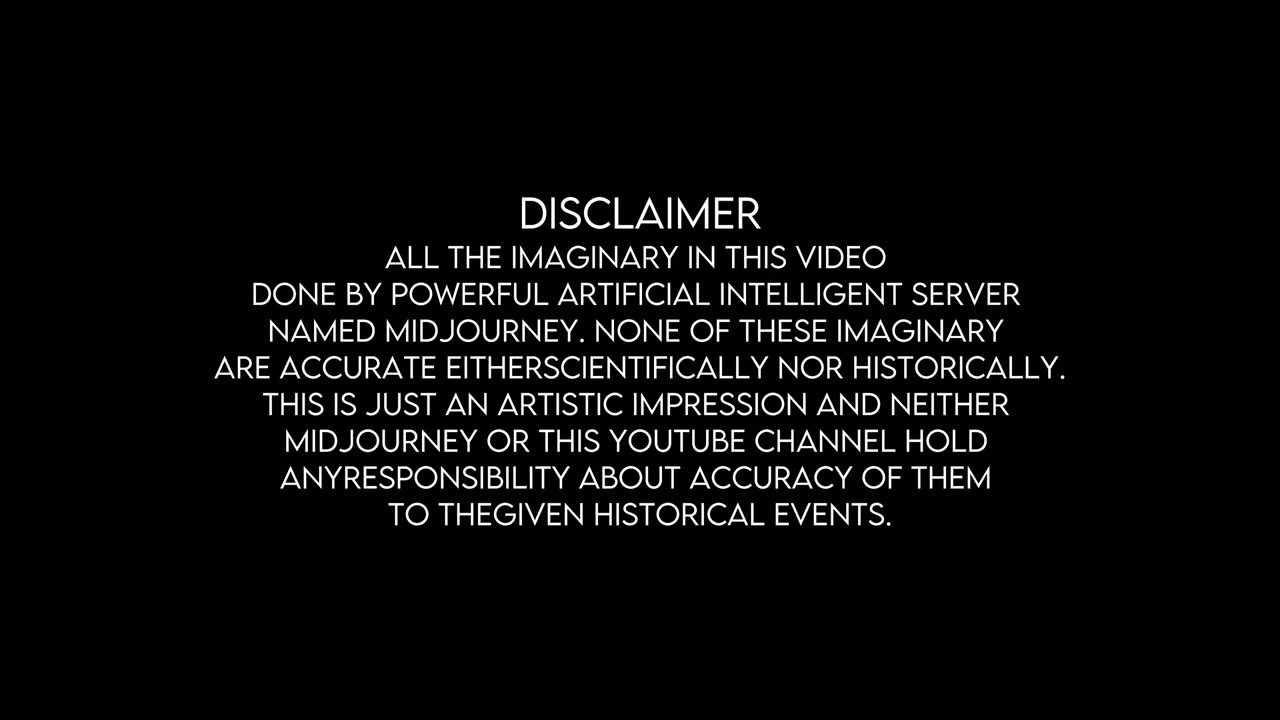 DISCLAIMER
ALL THE IMAGINARY IN THIS VIDEO
DONE BY POWERFUL ARTIFICIAL INTELLIGENT SERVER
NAMED MIDJOURNEY. NONE OF THESE IMAGINARY
ARE ACCURATE EITHERSCIENTIFICALLY NOR HISTORICALLY.
THIS IS JUST AN ARTISTIC IMPRESSION AND NEITHER
MIDJOURNEY OR THIS YOUTUBE CHANNEL HOLD
ANYRESPONSIBILITY ABOUT ACCURACY OF THEM
TO THEGIVEN HISTORICAL EVENTS.